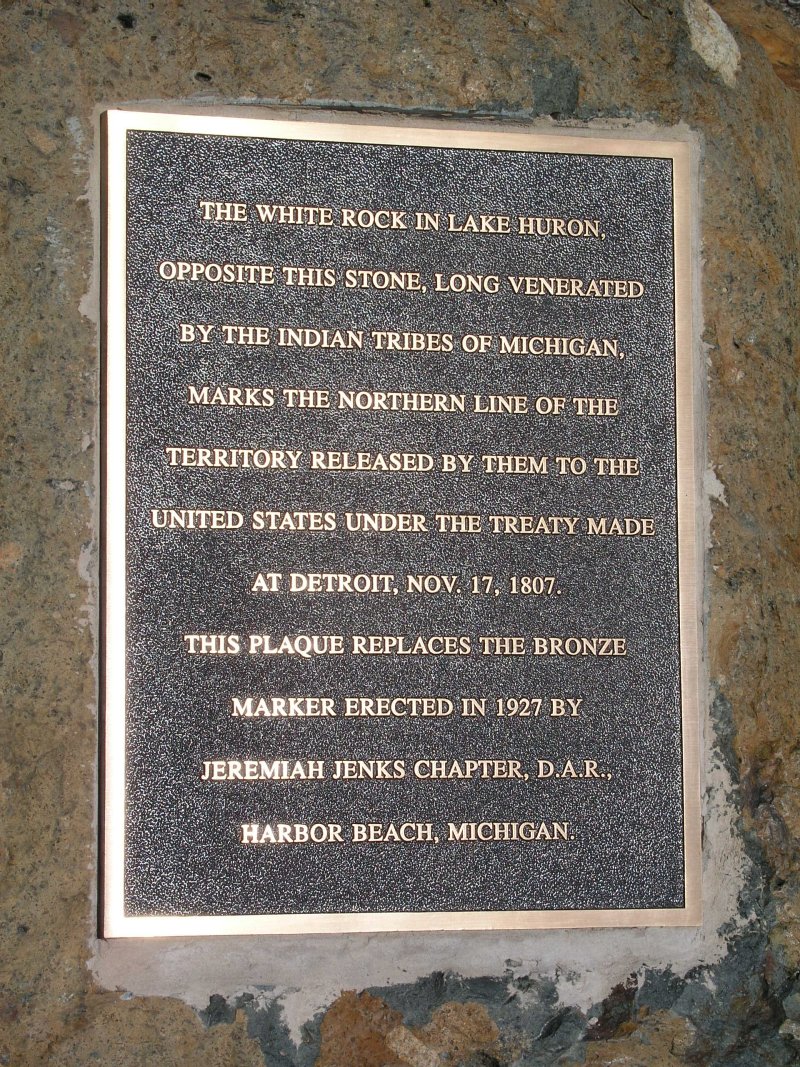 THE WHITE ROCK IN LAKE HURON,
OPPOSITE THIS STONE, LONG VENERATED
BY THE INDIAN TRIBES OF MICHIGAN,
MARKS THE NORTHERN LINE OF THE
TERRITORY RELEASED BY THEM TO THE
UNITED STATES UNDER THE TREATY MADE
AT DETROIT, NOV. 17, 1807.
THIS PLAQUE REPLACES THE BRONZE
MARKER ERECTED IN 1927 BY
JEREMIAH JENKS CHAPTER, D.A.R.,
HARBOR BEACH, MICHIGAN.